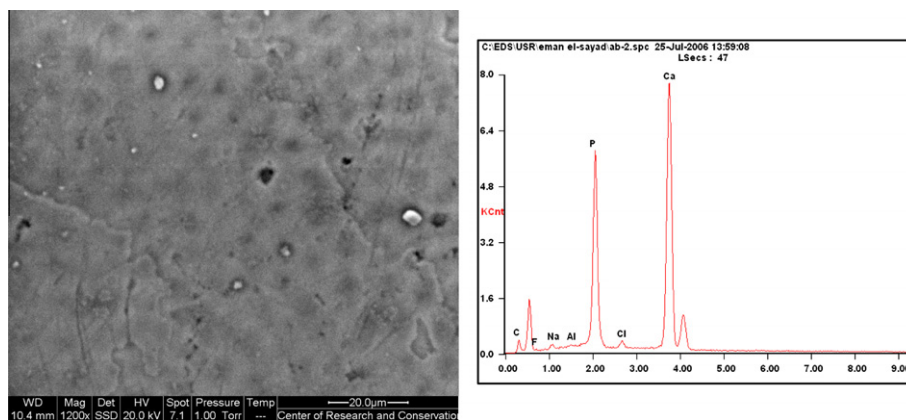 WD Mag Det HV Spot Pressure Temp 20.0µm
10.4 mm 1200x SSD 20.0 kV 7.1 1.00 Torr --- Center of Research and Conservation
C:\EDS\USR\eman el-sayad\ab-2.spc 25-Jul-2006 13:59:08
LSecs : 47
8.0
Ca
6.4
P
4.8
KCnt
3.2
1.6
C
F
Na
Al
Cl
0.0
0.00 1.00 2.00 3.00 4.00 5.00 6.00 7.00 8.00 9.0